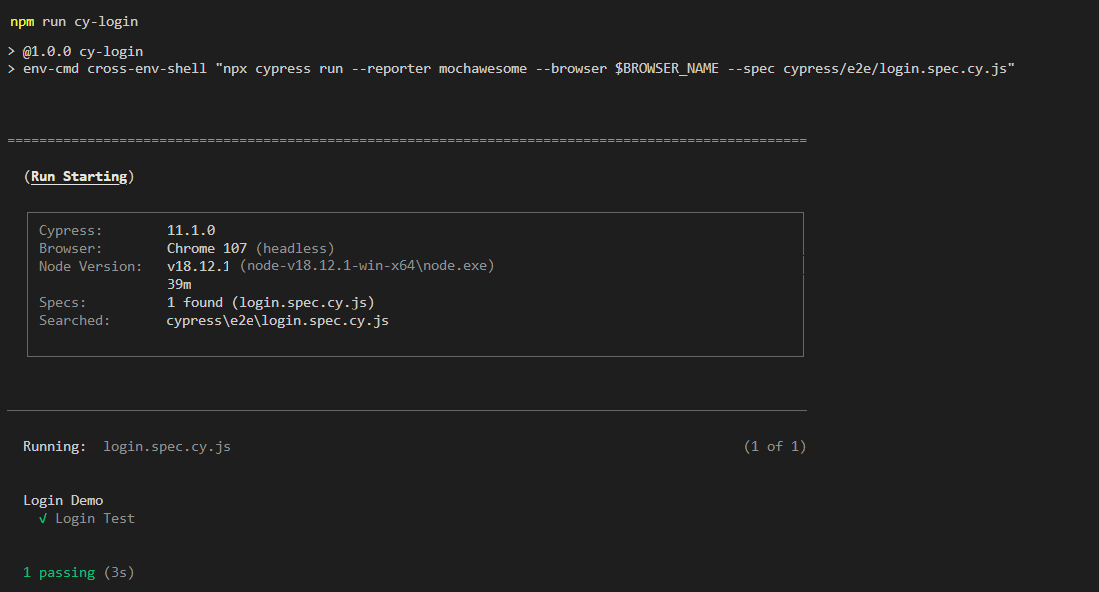 npm run cy-login
> @1.0.0 cy-login
> env-cmd cross-env-shell "npx cypress run --reporter mochawesome --browser $BROWSER_NAME --spec cypress/e2e/login.spec.cy.js"
====================================================================================================
(Run Starting)
Cypress: 11.1.0
Browser: Chrome 107 (headless)
Node Version: v18.12.1 (node-v18.12.1-win-x64\node.exe)
39m
Specs: 1 found (login.spec.cy.js)
Searched: cypress\e2e\login.spec.cy.js
Running: login.spec.cy.js (1 of 1)
Login Demo
√ Login Test
1 passing (3s)